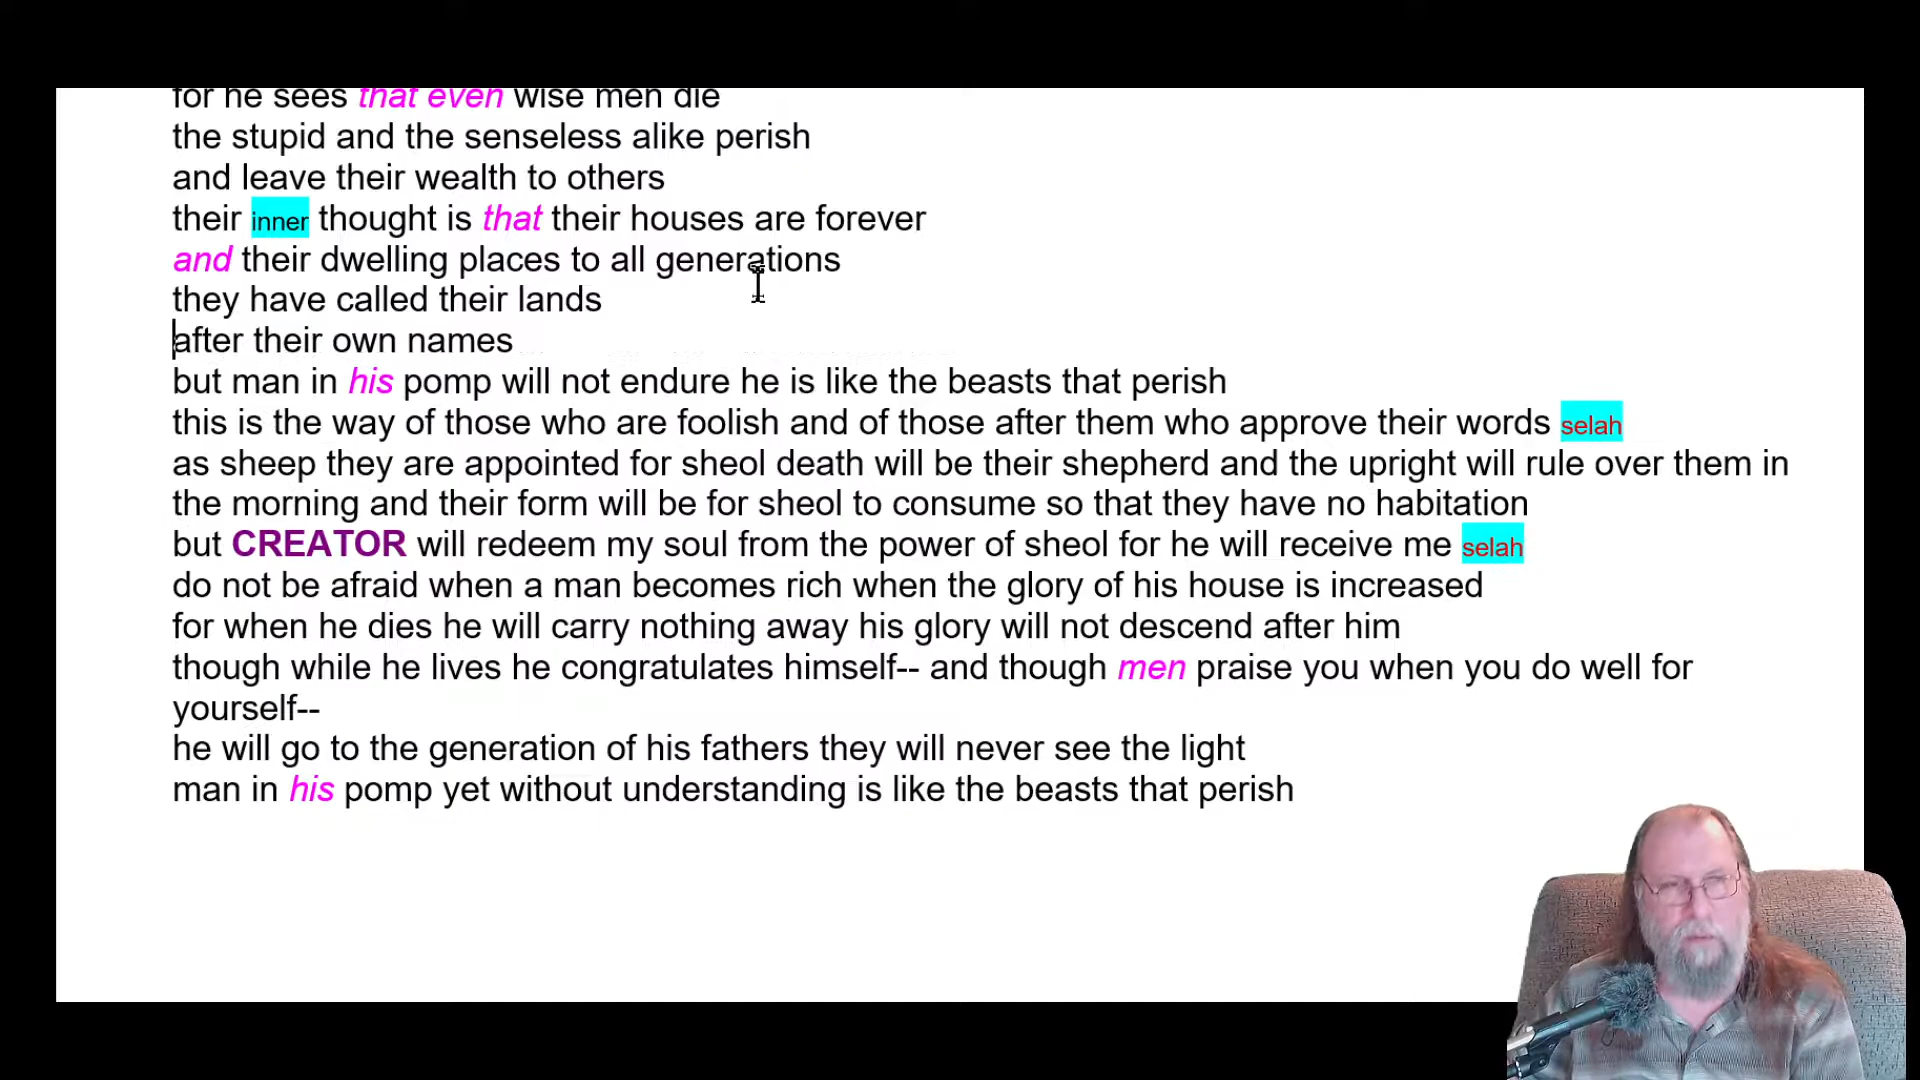 for he sees that even wise men die
the stupid and the senseless alike perish
and leave their wealth to others
their inner thought is that their houses are forever
and their dwelling places to all generations
they have called their lands
after their own names
but man in his pomp will not endure he is like the beasts that perish
this is the way of those who are foolish and of those after them who approve their words selah
as sheep they are appointed for sheol death will be their shepherd and the upright will rule over them in
the morning and their form will be for sheol to consume so that they have no habitation
but CREATOR will redeem my soul from the power of sheol for he will receive me selah
do not be afraid when a man becomes rich when the glory of his house is increased
for when he dies he will carry nothing away his glory will not descend after him
though while he lives he congratulates himself-- and though men praise you when you do well for
yourself--
he will go to the generation of his fathers they will never see the light
man in his pomp yet without understanding is like the beasts that perish